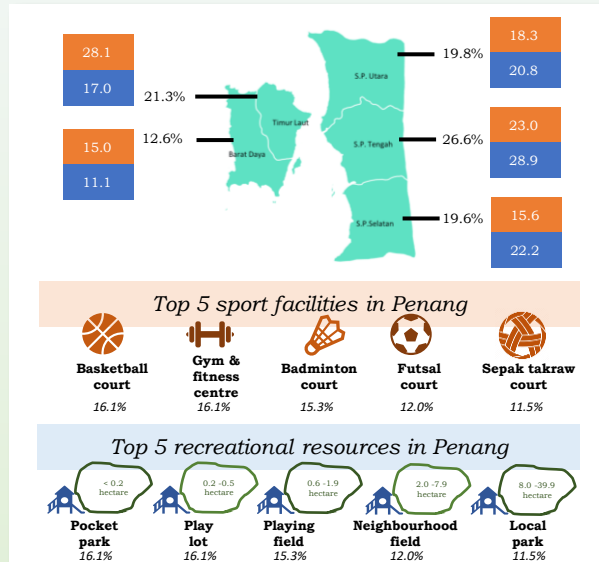 28.1
17.0
21.3%
15.0
11.1
12.6%
Timur Laut
Barat Daya
S.P. Utara
S.P. Tengah
S.P.Selatan
19.8%
18.3
20.8
26.6%
23.0
28.9
19.6%
15.6
22.2
Top 5 sport facilities in Penang
Basketball
court
16.1%
Gym &
fitness
centre
16.1%
Badminton
court
15.3%
Futsal
court
12.0%
Sepak takraw
court
11.5%
Top 5 recreational resources in Penang
< 0.2
hectare
Pocket
park
16.1%
0.2 -0.5
hectare
Play
lot
16.1%
0.6 -1.9
hectare
Playing
field
15.3%
2.0 -7.9
hectare
Neighbourhood
field
12.0%
8.0 -39.9
hectare
Local
park
11.5%